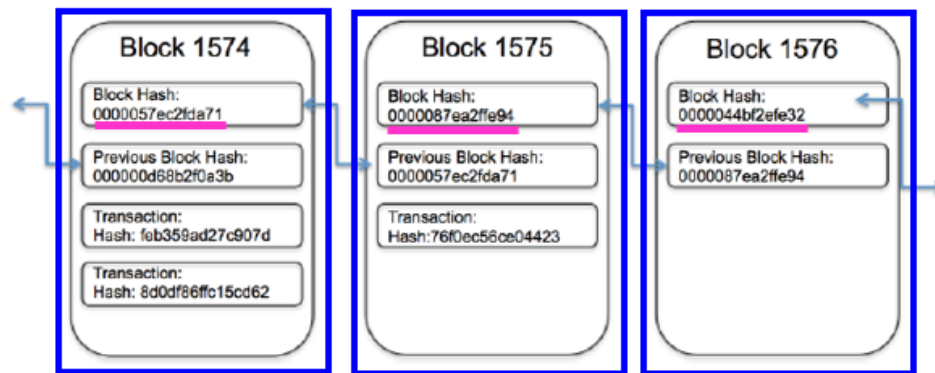 Block 1574
Block Hash:
0000057ec2fda71
Previous Block Hash:
000000d68b2f0a3b
Transaction:
Hash: feb359ad27c907d
Transaction:
Hash: 8d0df86ffc15cd62
Block 1575
Block Hash:
0000087ea2ffe94
Previous Block Hash:
0000057ec2fda71
Transaction:
Hash:76f0ec56ce04423
Block 1576
Block Hash:
0000044bf2efe32
Previous Block Hash:
0000087ea2ffe94